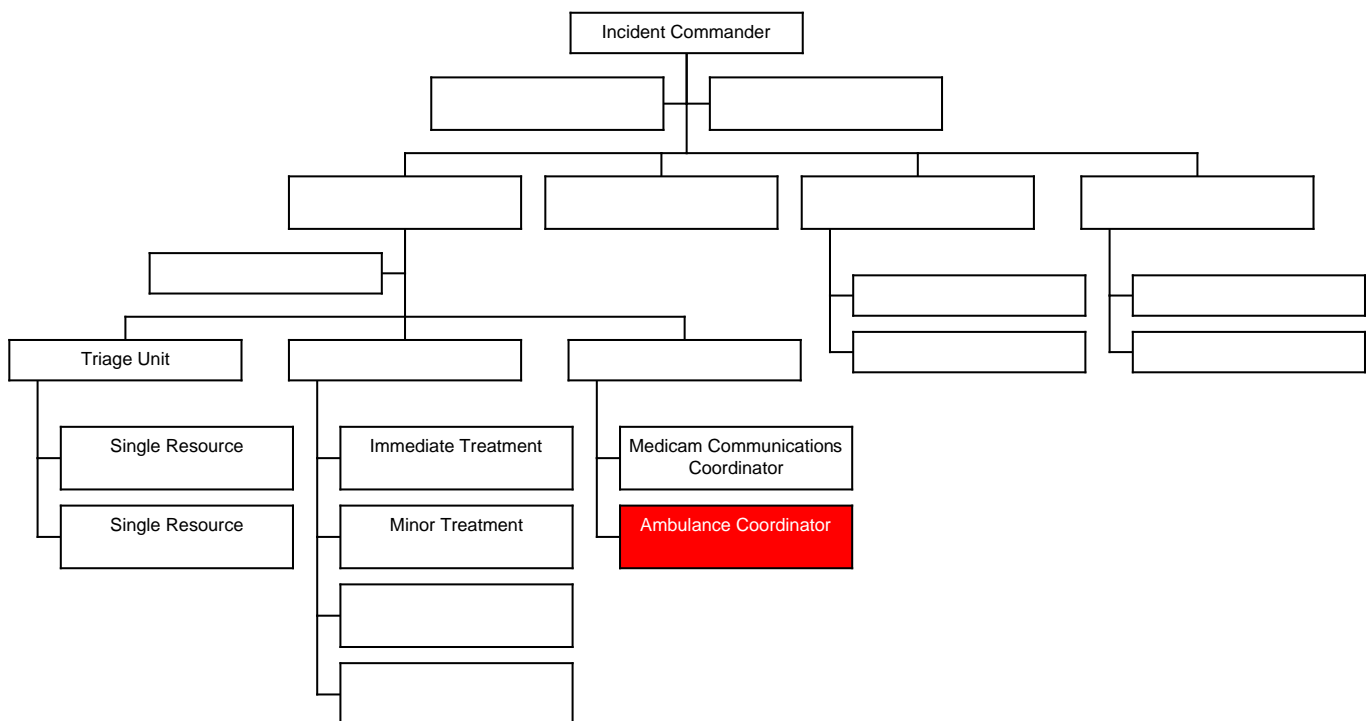 Incident Commander
Triage Unit
Single Resource
Immediate Treatment
Medicam Communications
Coordinator
Single Resource
Minor Treatment
Ambulance Coordinator